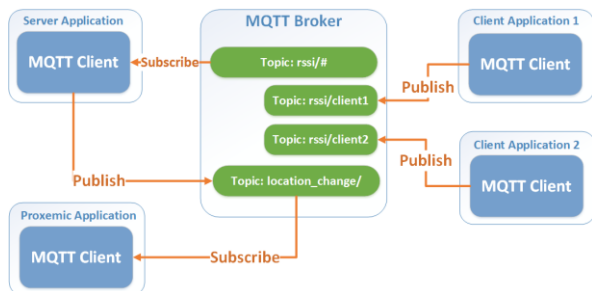 Server Application
MQTT Client
MQTT Broker
Client Application 1
MQTT Client
Subscribe
Topic: rssi/#
Publish
Topic: rssi/client1
Topic: rssi/client2
Client Application 2
MQTT Client
Publish
Publish
Topic: location_change/
Proxemic Application
MQTT Client
Subscribe